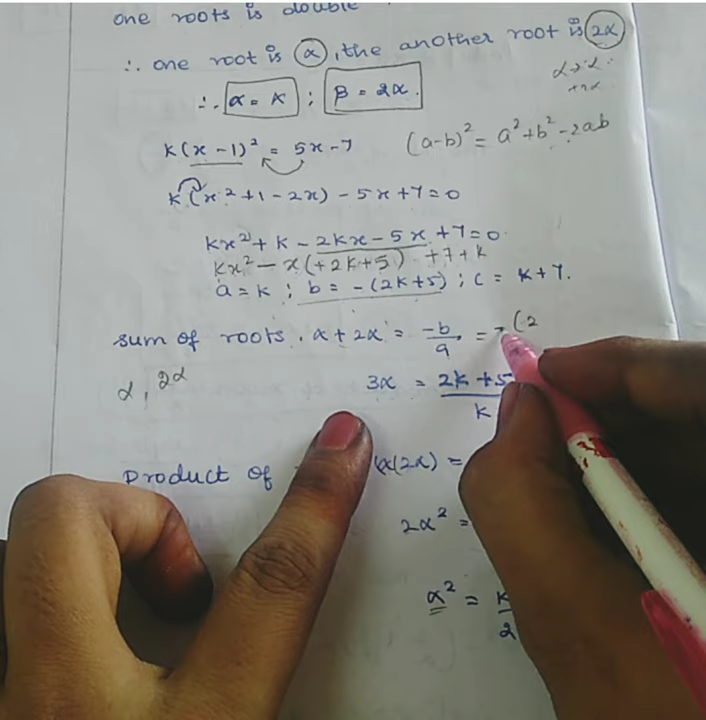 one roots is double
∴ one root is α, the another root is 2α
∴ α = k ; β = 2α.
k(x-1)² = 5x-7 (a-b)² = a²+b²-2ab
k(x²+1-2x)-5x+7=0
kx²+k-2kx-5x+7=0
kx²-x(+2k+5) +7+k
a=k ; b=-(2k+5) ; c= k+7.
sum of roots. α+2α = -b/a = -(2
α, 2α 3α = 2k+5/k
Product of α(2α) =
2α² =
α² = k/2